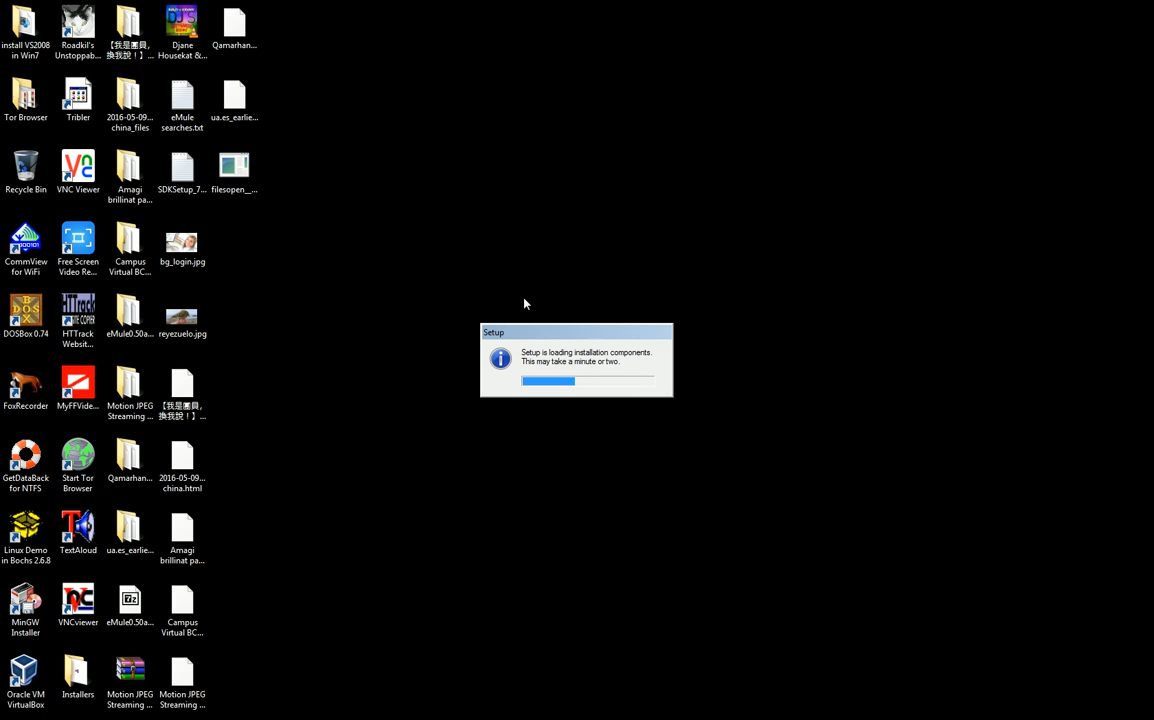 install VS2008
in Win7
Roadkil's
Unstoppab...
【我是團員,
換我說！】...
DJ'S
Djane
Housekat &...
Qamarhan...
Tor Browser
Tribler
2016-05-09...
china_files
eMule
searches.txt
ua.es_earlie...
Recycle Bin
VNC Viewer
Amagi
brillinat pa...
SDKSetup_7...
filesopen__...
CommView
for WiFi
Free Screen
Video Re...
Campus
Virtual BC...
bg_login.jpg
DOSBox 0.74
HTTrack
Websit...
eMule0.50a...
reyezuelo.jpg
FoxRecorder
MyFFVide...
Motion JPEG
Streaming ...
【我是團員,
換我說！】...
GetDataBack
for NTFS
Start Tor
Browser
Qamarhan...
2016-05-09...
china.html
Linux Demo
in Bochs 2.6.8
TextAloud
ua.es_earlie...
Amagi
brillinat pa...
MinGW
Installer
VNCviewer
eMule0.50a...
Campus
Virtual BC...
Oracle VM
VirtualBox
Installers
Motion JPEG
Streaming ...
Motion JPEG
Streaming ...
Setup
Setup is loading installation components.
This may take a minute or two.